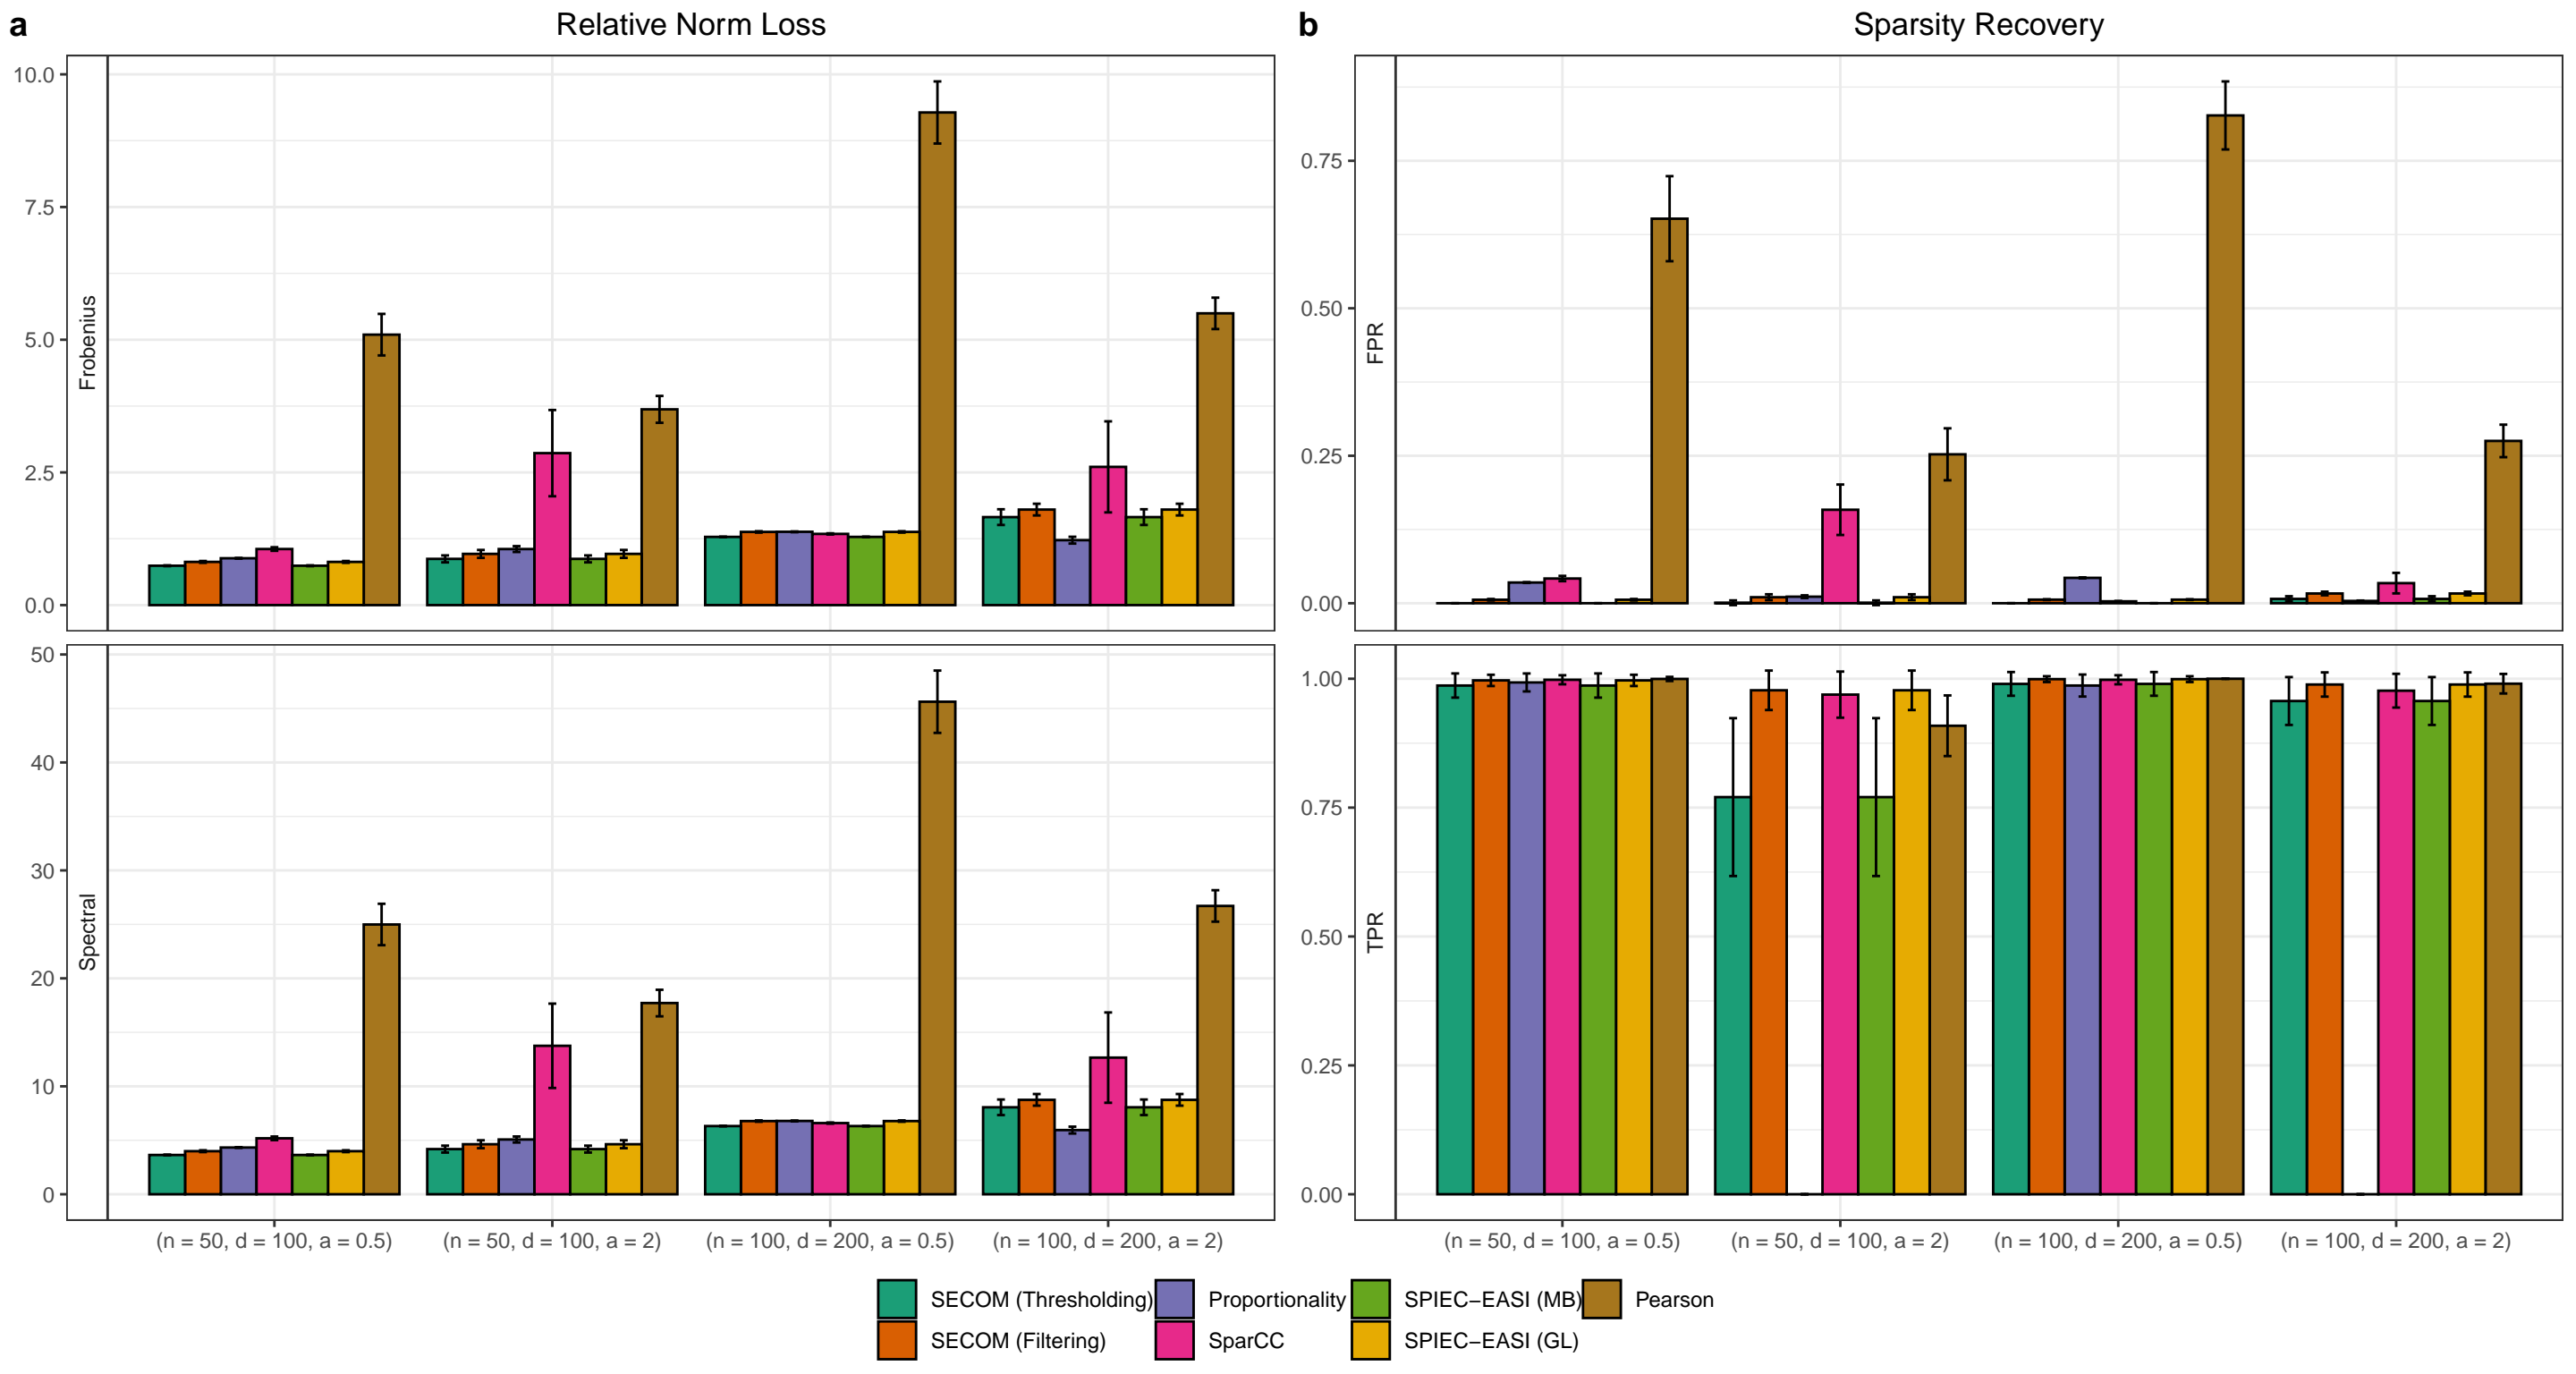 a
Relative Norm Loss
Frobenius
10.0
7.5
5.0
2.5
0.0
Spectral
50
40
30
20
10
0
(n = 50, d = 100, a = 0.5)
(n = 50, d = 100, a = 2)
(n = 100, d = 200, a = 0.5)
(n = 100, d = 200, a = 2)
b
Sparsity Recovery
FPR
0.75
0.50
0.25
0.00
TPR
1.00
0.75
0.50
0.25
0.00
(n = 50, d = 100, a = 0.5)
(n = 50, d = 100, a = 2)
(n = 100, d = 200, a = 0.5)
(n = 100, d = 200, a = 2)
SECOM (Thresholding)
SECOM (Filtering)
Proportionality
SparCC
SPIEC−EASI (MB)
SPIEC−EASI (GL)
Pearson